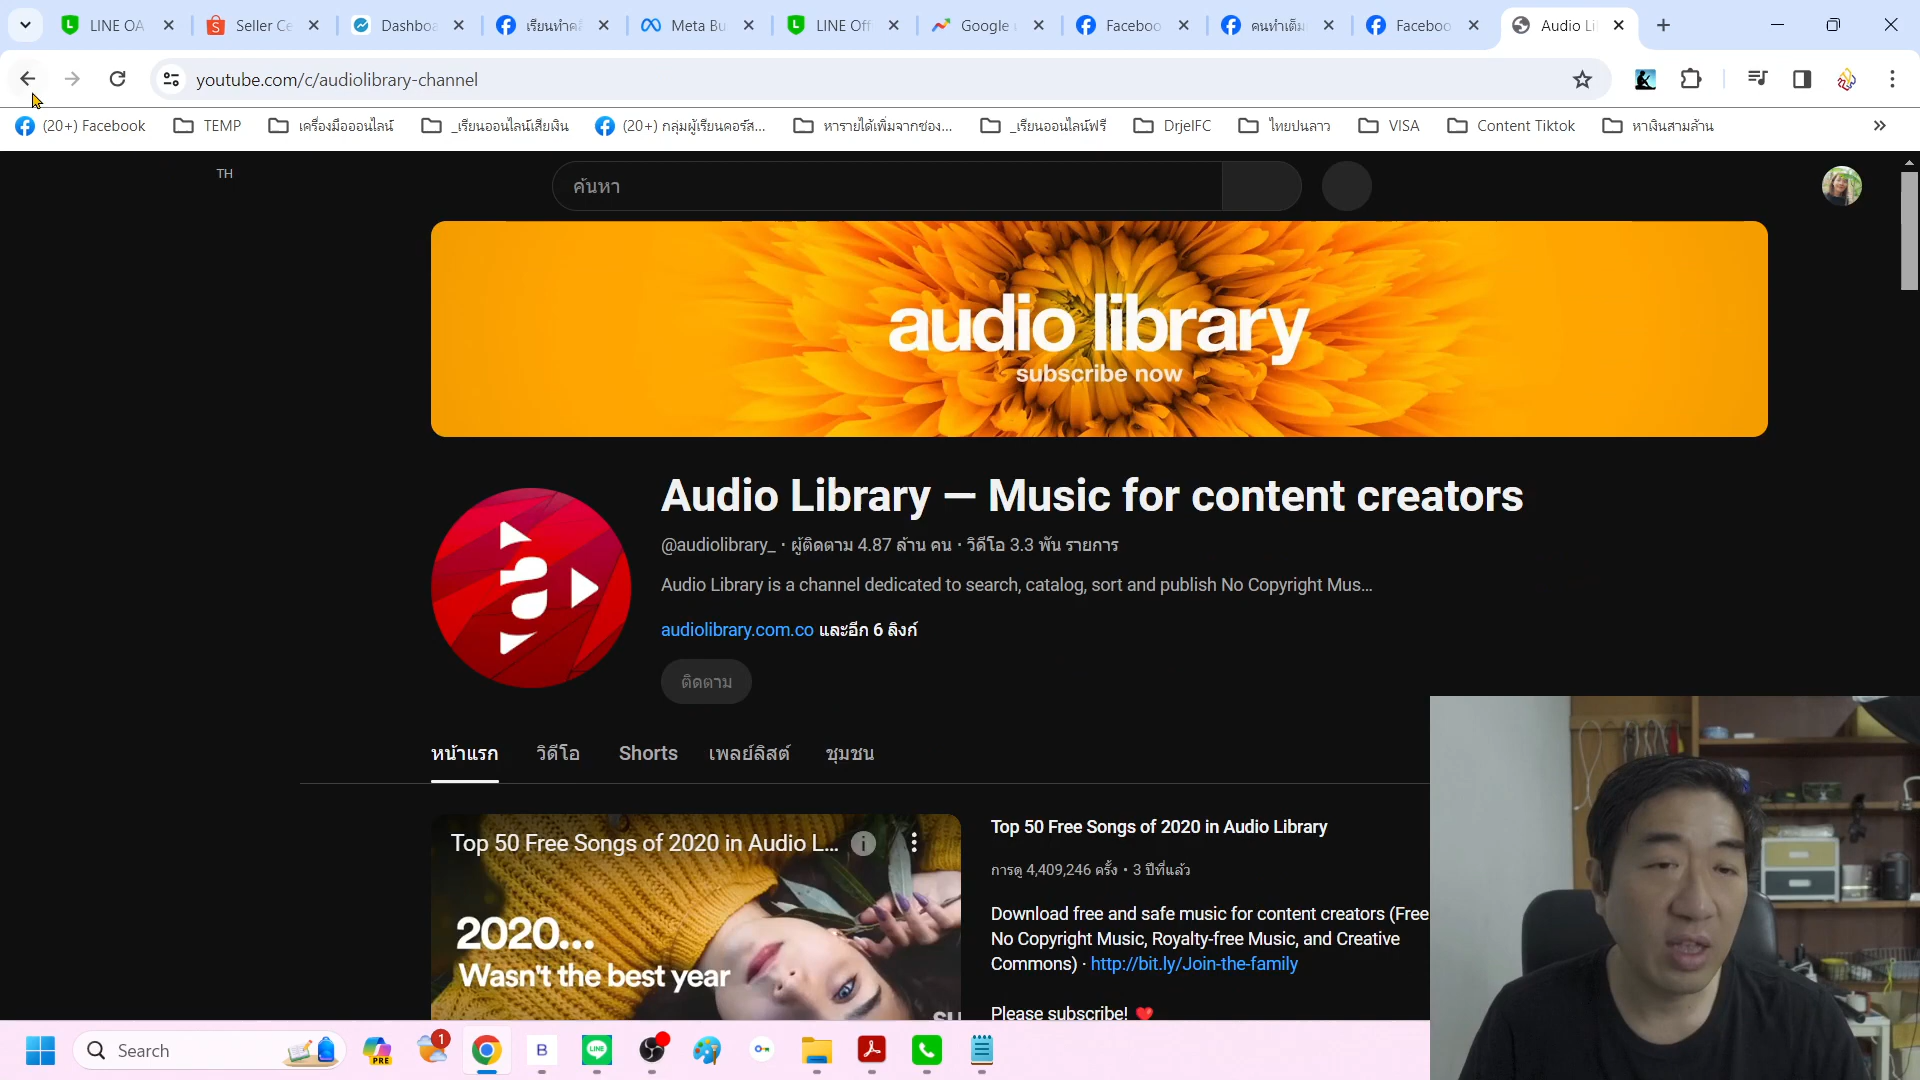 LINE OA
Seller Ce
Dashboa
เรียนทำคลิ
Meta Bu
LINE Off
Google
Faceboo
คนทำเต็ม
Faceboo
Audio Li
youtube.com/c/audiolibrary-channel
(20+) Facebook
TEMP
เครื่องมือออนไลน์
_เรียนออนไลน์เสียเงิน
(20+) กลุ่มผู้เรียนคอร์ส...
หารายได้เพิ่มจากช่อง...
_เรียนออนไลน์ฟรี
DrjelFC
ไทยปนลาว
VISA
Content Tiktok
หาเงินสามล้าน
TH
ค้นหา
audio library
subscribe now
Audio Library — Music for content creators
@audiolibrary_ · ผู้ติดตาม 4.87 ล้าน คน · วิดีโอ 3.3 พัน รายการ
Audio Library is a channel dedicated to search, catalog, sort and publish No Copyright Mus...
audiolibrary.com.co และอีก 6 ลิงก์
ติดตาม
หน้าแรก
วิดีโอ
Shorts
เพลย์ลิสต์
ชุมชน
Top 50 Free Songs of 2020 in Audio L...
2020...
Wasn't the best year
Top 50 Free Songs of 2020 in Audio Library
การดู 4,409,246 ครั้ง • 3 ปีที่แล้ว
Download free and safe music for content creators (Free
No Copyright Music, Royalty-free Music, and Creative
Commons) · http://bit.ly/Join-the-family
Please subscribe! ❤
Search
PRE
1
B
LINE